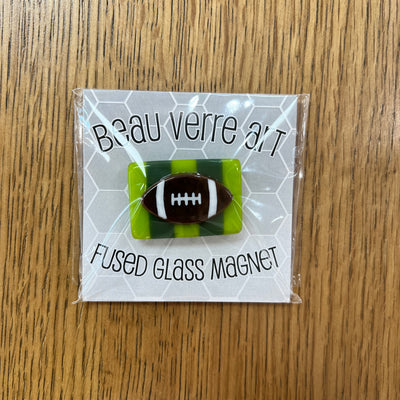 Beau verre art
Fused Glass Magnet